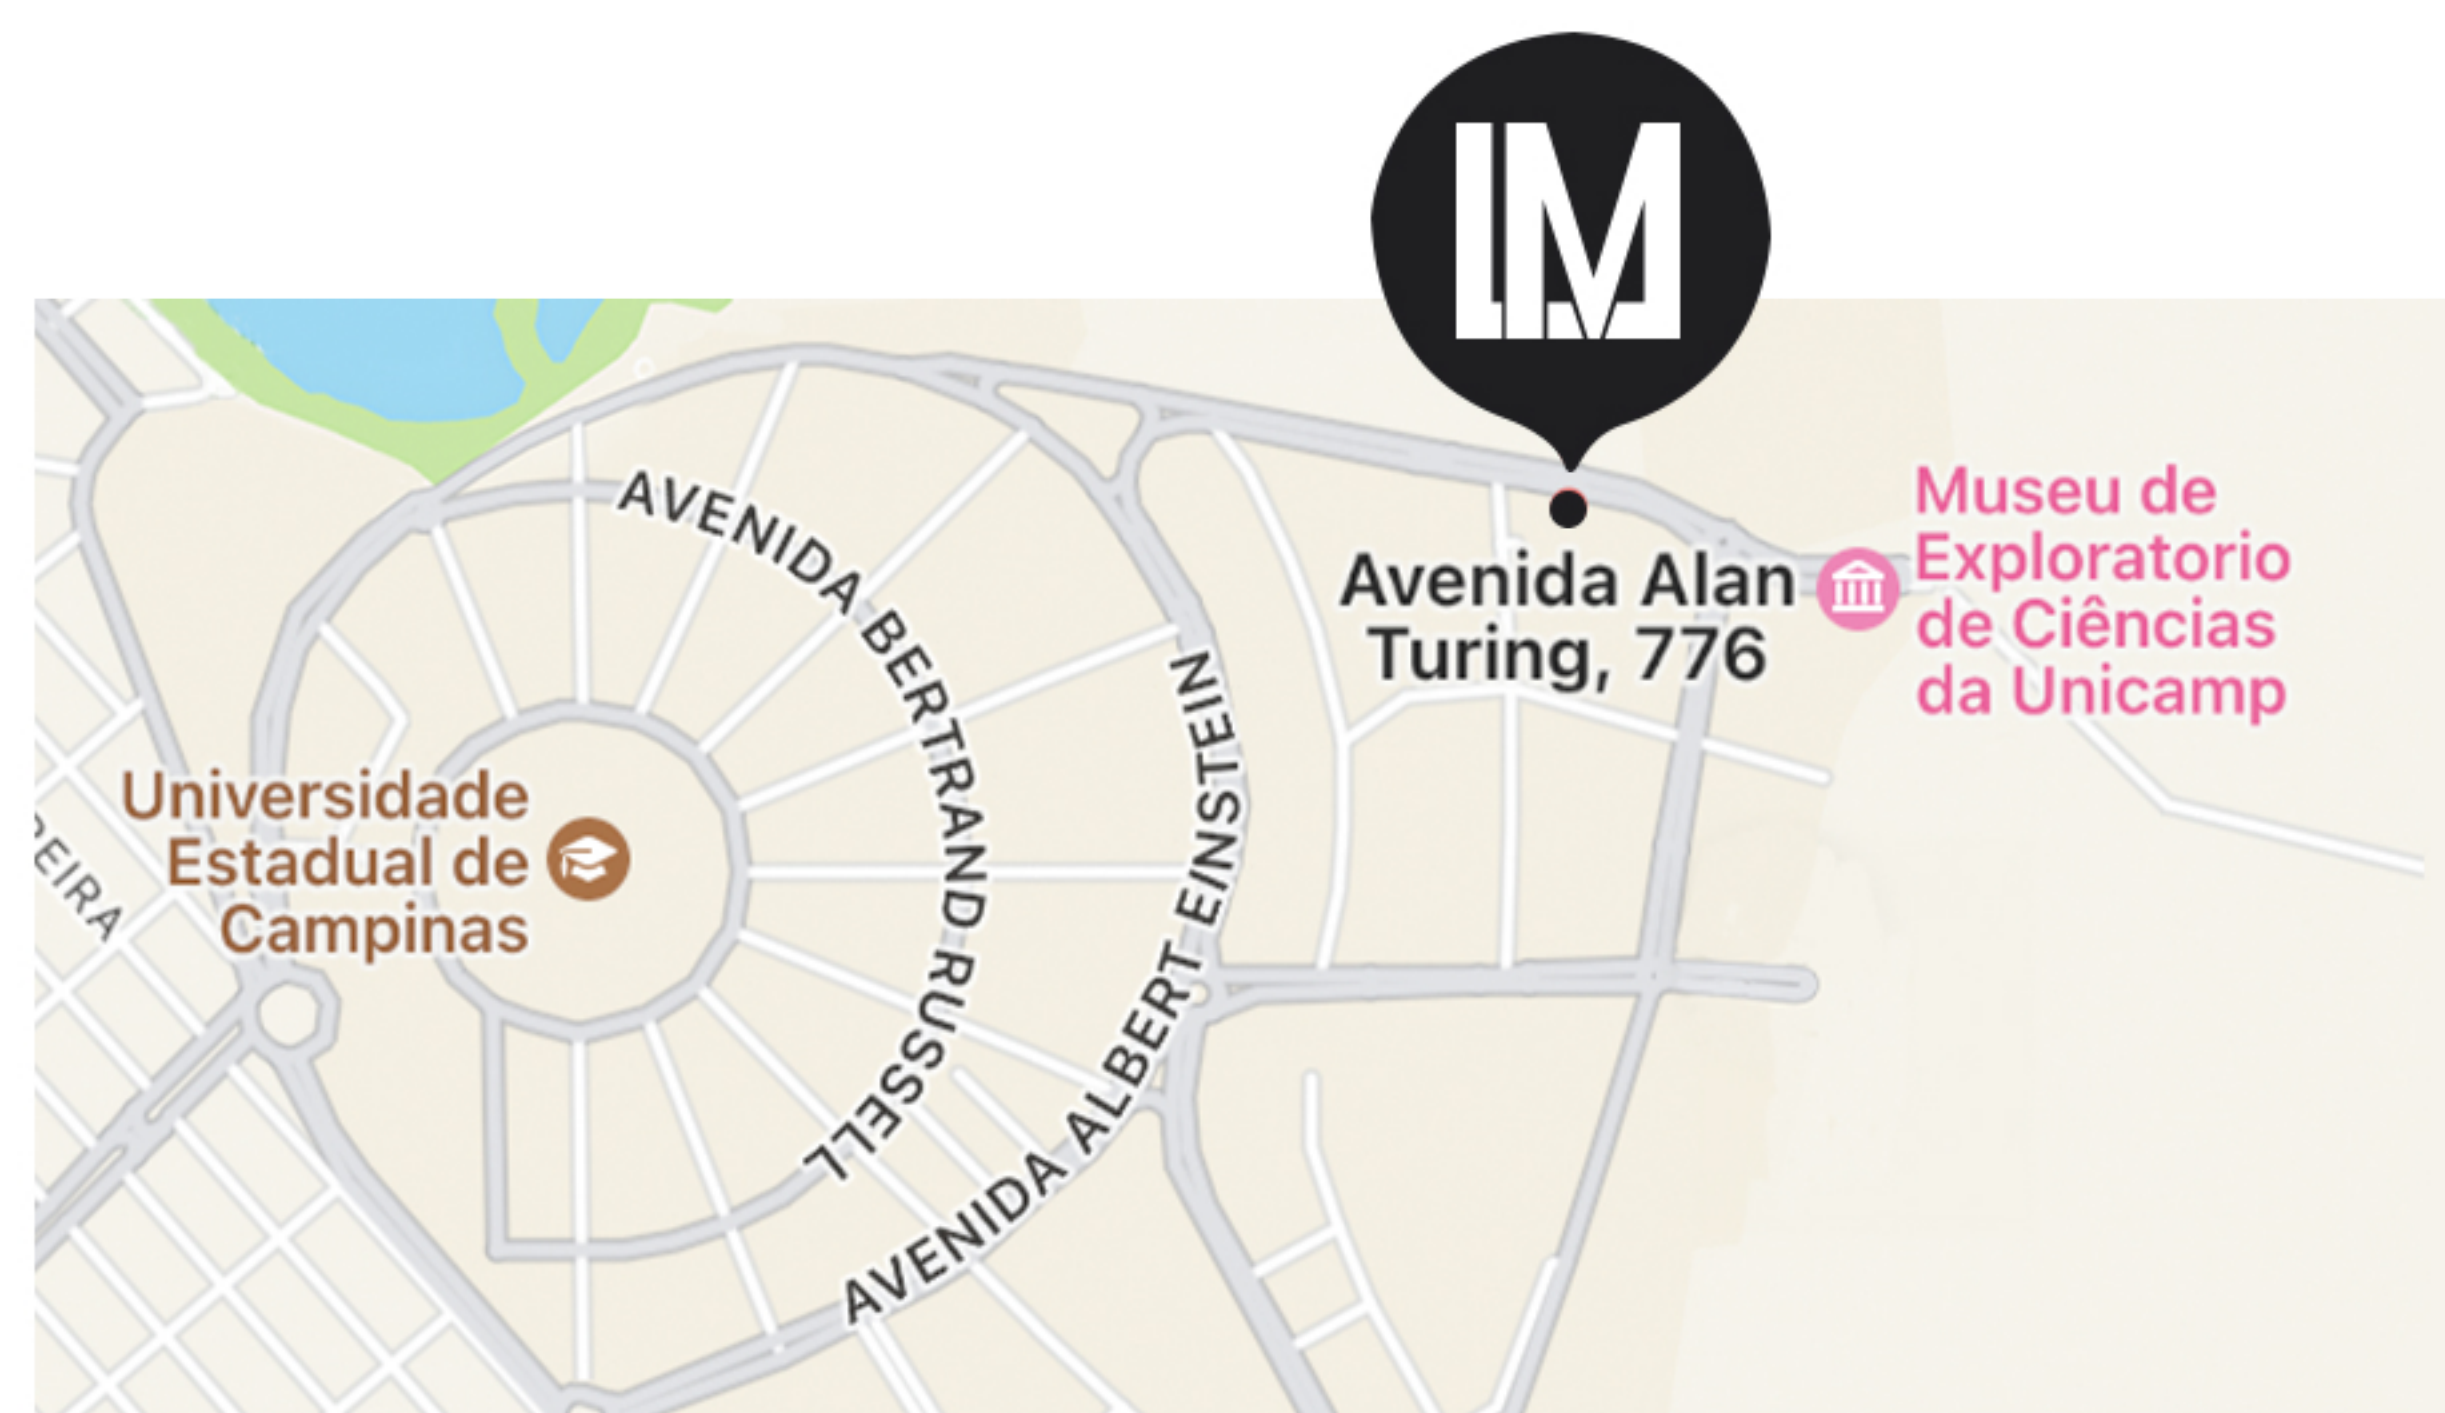 LM
Avenida Alan
Turing, 776
Museu de
Exploratorio
de Ciências
da Unicamp
AVENIDA BERTRAND RUSSELL
AVENIDA ALBERT EINSTEIN
Universidade
Estadual de
Campinas
REIRA